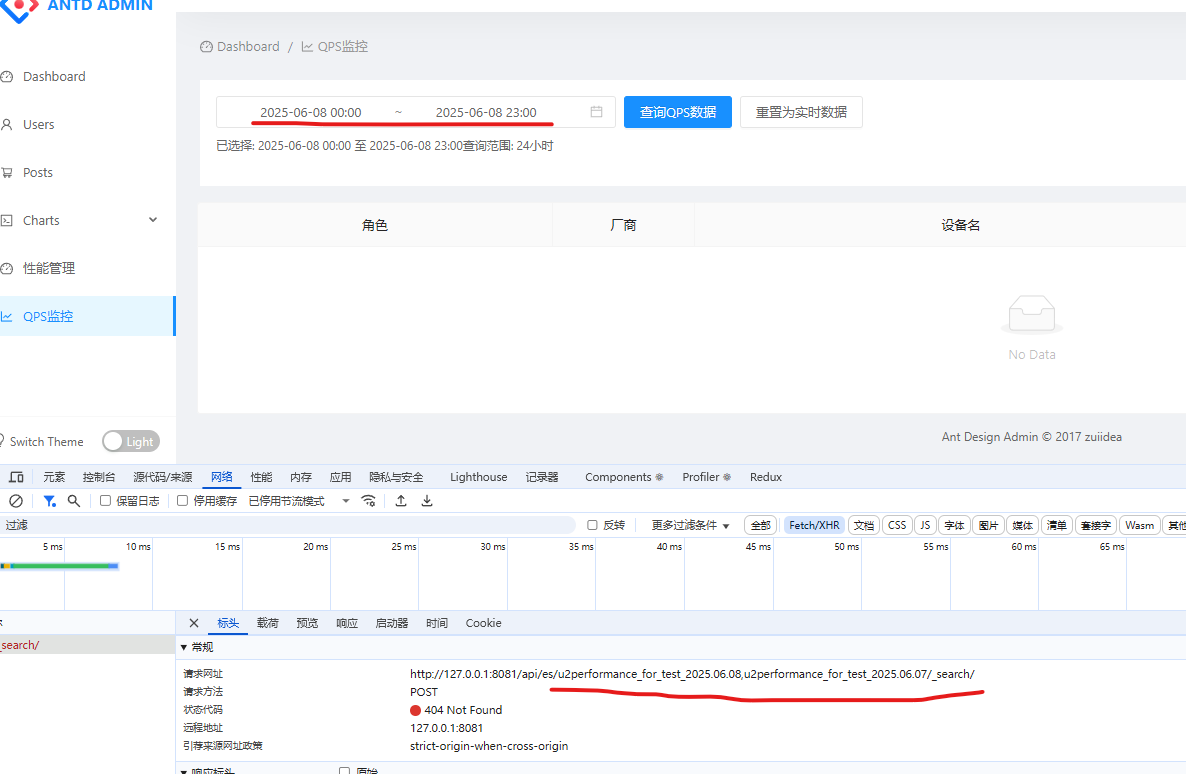 ANTD ADMIN
Dashboard / QPS监控
Dashboard
Users
Posts
Charts
性能管理
QPS监控
2025-06-08 00:00 ~ 2025-06-08 23:00 查询QPS数据 重置为实时数据
已选择: 2025-06-08 00:00 至 2025-06-08 23:00查询范围: 24小时
角色 厂商 设备名
No Data
Switch Theme Light
Ant Design Admin © 2017 zuiidea
元素 控制台 源代码/来源 网络 性能 内存 应用 隐私与安全 Lighthouse 记录器 Components Profiler Redux
保留日志 停用缓存 已停用节流模式
过滤 反转 更多过滤条件 全部 Fetch/XHR 文档 CSS JS 字体 图片 媒体 清单 套接字 Wasm 其他
5 ms 10 ms 15 ms 20 ms 25 ms 30 ms 35 ms 40 ms 45 ms 50 ms 55 ms 60 ms 65 ms
标头 载荷 预览 响应 启动器 时间 Cookie
_search/
常规
请求网址 http://127.0.0.1:8081/api/es/u2performance_for_test_2025.06.08,u2performance_for_test_2025.06.07/_search/
请求方法 POST
状态代码 404 Not Found
远程地址 127.0.0.1:8081
引荐来源网址政策 strict-origin-when-cross-origin
响应标头 原始